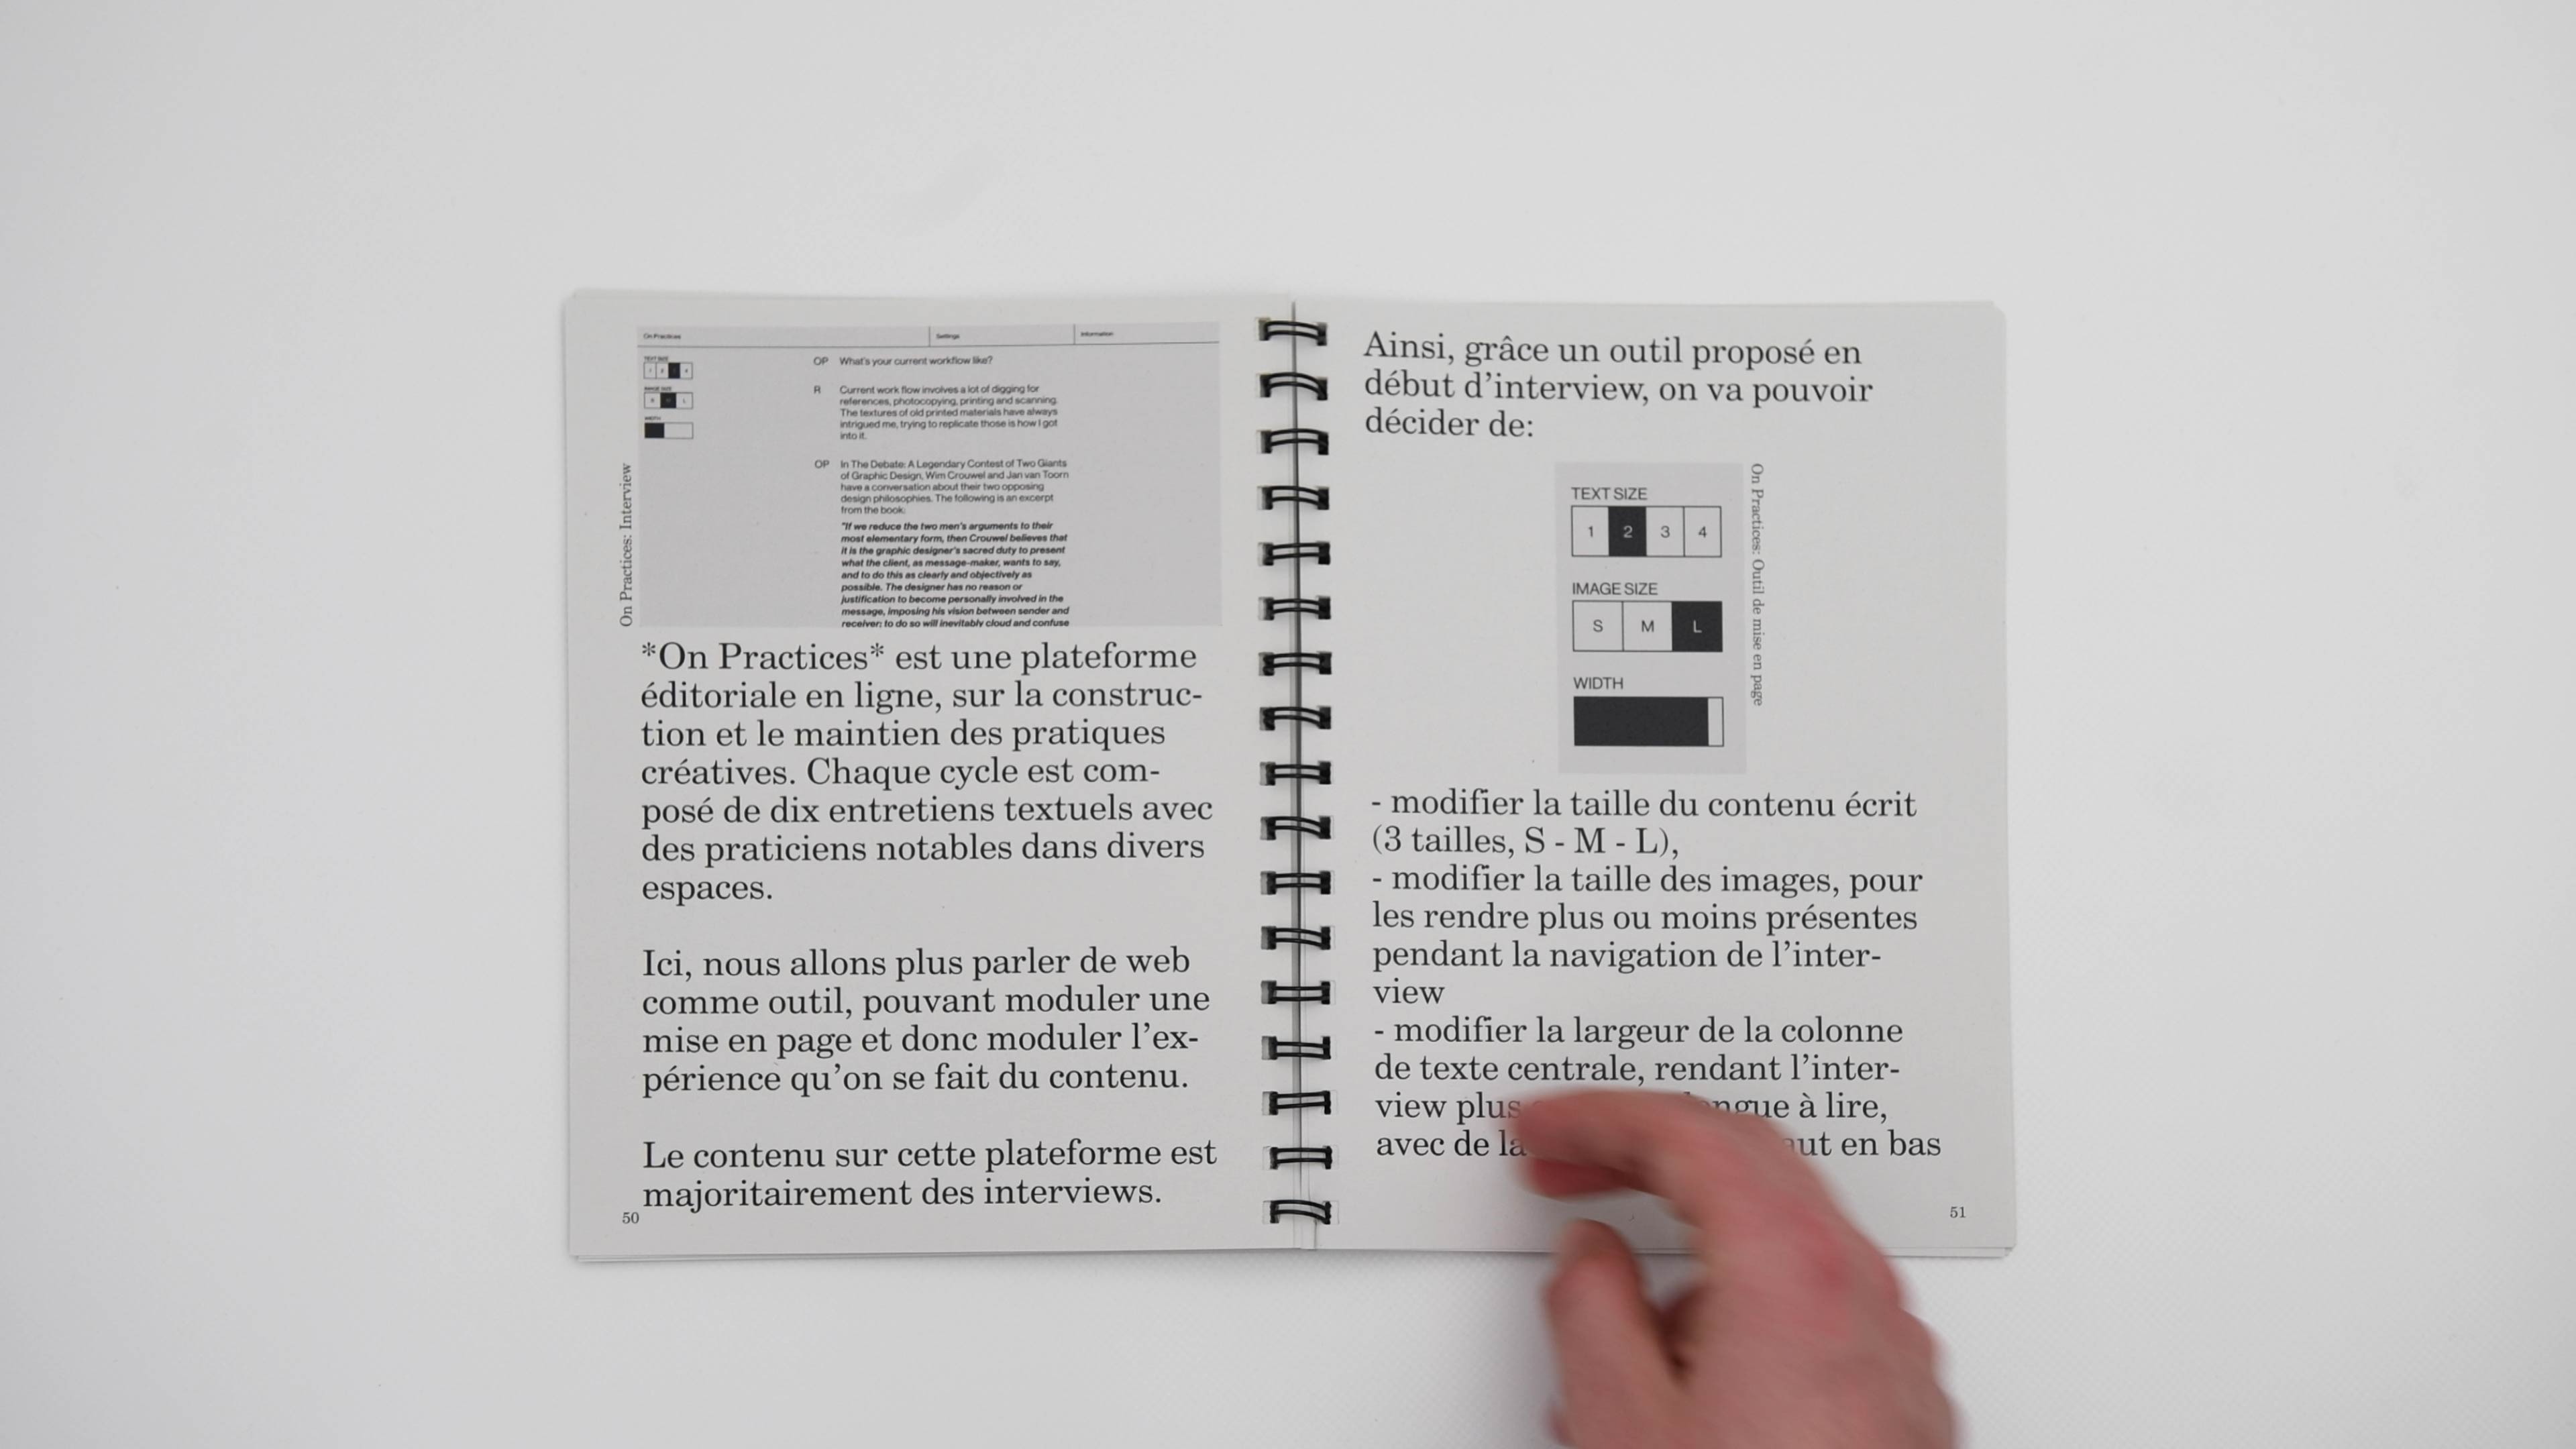 On Practices
Settings
Information
TEXT SIZE
1 2 3 4
IMAGE SIZE
S M L
WIDTH
OP What's your current workflow like?
R Current work flow involves a lot of digging for
references, photocopying, printing and scanning.
The textures of old printed materials have always
intrigued me, trying to replicate those is how I got
into it.
OP In The Debate: A Legendary Contest of Two Giants
of Graphic Design, Wim Crouwel and Jan van Toorn
have a conversation about their two opposing
design philosophies. The following is an excerpt
from the book:
"If we reduce the two men's arguments to their
most elementary form, then Crouwel believes that
it is the graphic designer's sacred duty to present
what the client, as message-maker, wants to say,
and to do this as clearly and objectively as
possible. The designer has no reason or
justification to become personally involved in the
message, imposing his vision between sender and
receiver; to do so will inevitably cloud and confuse
On Practices: Interview
*On Practices* est une plateforme
éditoriale en ligne, sur la construc-
tion et le maintien des pratiques
créatives. Chaque cycle est com-
posé de dix entretiens textuels avec
des praticiens notables dans divers
espaces.
Ici, nous allons plus parler de web
comme outil, pouvant moduler une
mise en page et donc moduler l'ex-
périence qu'on se fait du contenu.
Le contenu sur cette plateforme est
majoritairement des interviews.
50
Ainsi, grâce un outil proposé en
début d'interview, on va pouvoir
décider de:
TEXT SIZE
1 2 3 4
IMAGE SIZE
S M L
WIDTH
On Practices: Outil de mise en page
- modifier la taille du contenu écrit
(3 tailles, S - M - L),
- modifier la taille des images, pour
les rendre plus ou moins présentes
pendant la navigation de l'inter-
view
- modifier la largeur de la colonne
de texte centrale, rendant l'inter-
view plus à lire,
avec de la en bas
51